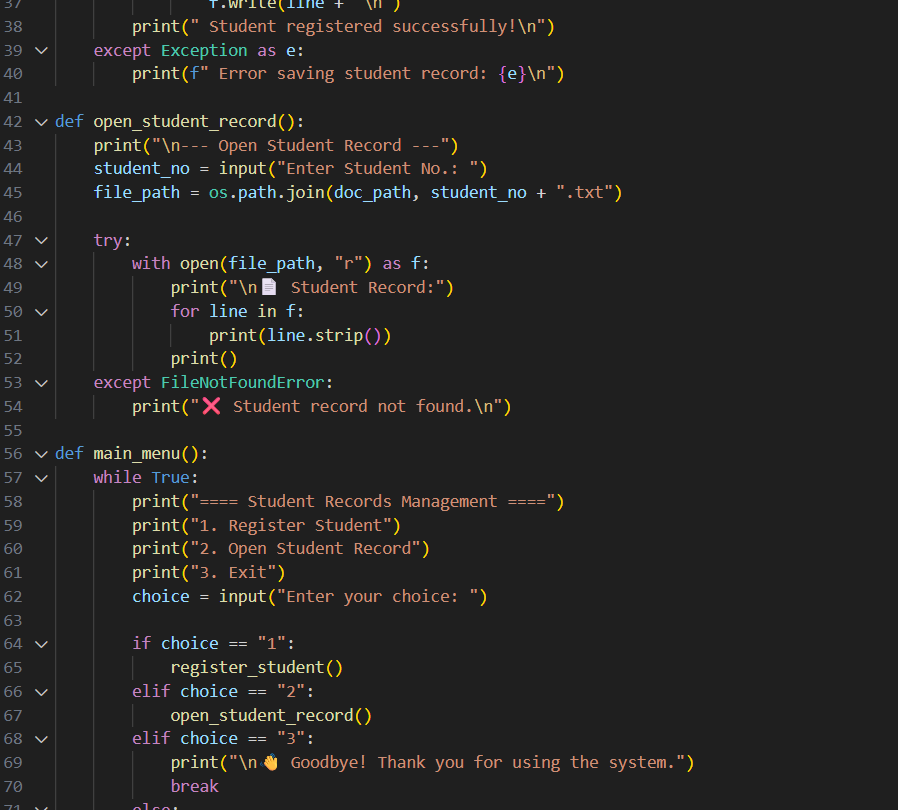 37 f.write(line + "\n")
38 print(" Student registered successfully!\n")
39 except Exception as e:
40 print(f" Error saving student record: {e}\n")
41
42 def open_student_record():
43 print("\n--- Open Student Record ---")
44 student_no = input("Enter Student No.: ")
45 file_path = os.path.join(doc_path, student_no + ".txt")
46
47 try:
48 with open(file_path, "r") as f:
49 print("\n📄 Student Record:")
50 for line in f:
51 print(line.strip())
52 print()
53 except FileNotFoundError:
54 print("❌ Student record not found.\n")
55
56 def main_menu():
57 while True:
58 print("==== Student Records Management ====")
59 print("1. Register Student")
60 print("2. Open Student Record")
61 print("3. Exit")
62 choice = input("Enter your choice: ")
63
64 if choice == "1":
65 register_student()
66 elif choice == "2":
67 open_student_record()
68 elif choice == "3":
69 print("\n👋 Goodbye! Thank you for using the system.")
70 break
71 else: